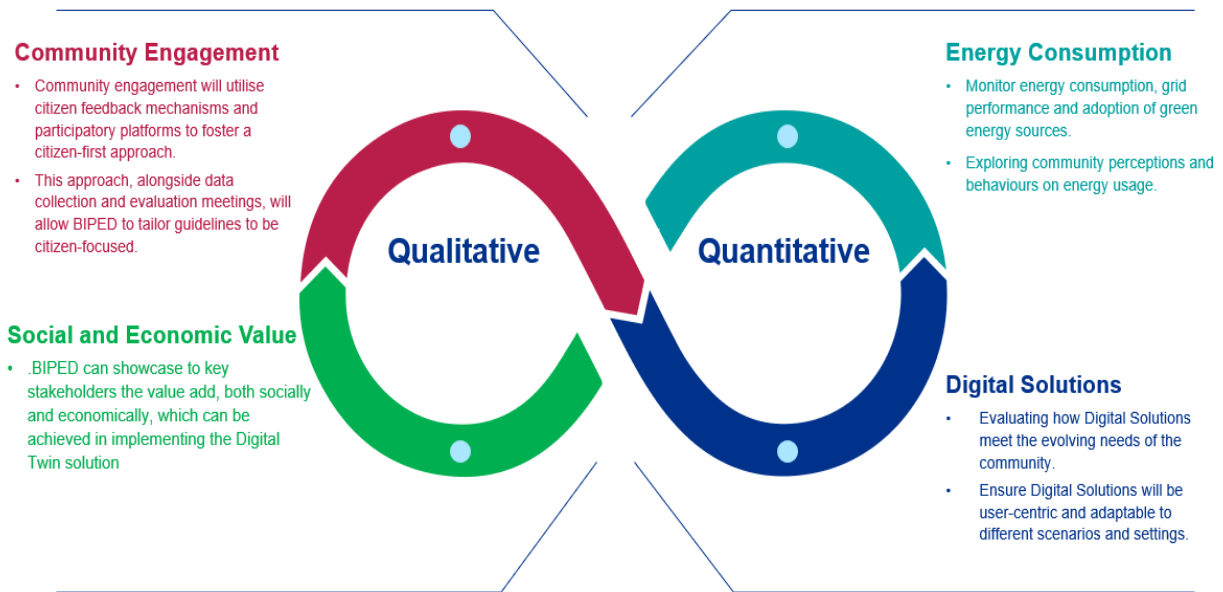 Community Engagement
• Community engagement will utilise
citizen feedback mechanisms and
participatory platforms to foster a
citizen-first approach.
• This approach, alongside data
collection and evaluation meetings, will
allow BIPED to tailor guidelines to be
citizen-focused.
Social and Economic Value
• .BIPED can showcase to key
stakeholders the value add, both socially
and economically, which can be
achieved in implementing the Digital
Twin solution
Qualitative
Quantitative
Energy Consumption
• Monitor energy consumption, grid
performance and adoption of green
energy sources.
• Exploring community perceptions and
behaviours on energy usage.
Digital Solutions
• Evaluating how Digital Solutions
meet the evolving needs of the
community.
• Ensure Digital Solutions will be
user-centric and adaptable to
different scenarios and settings.